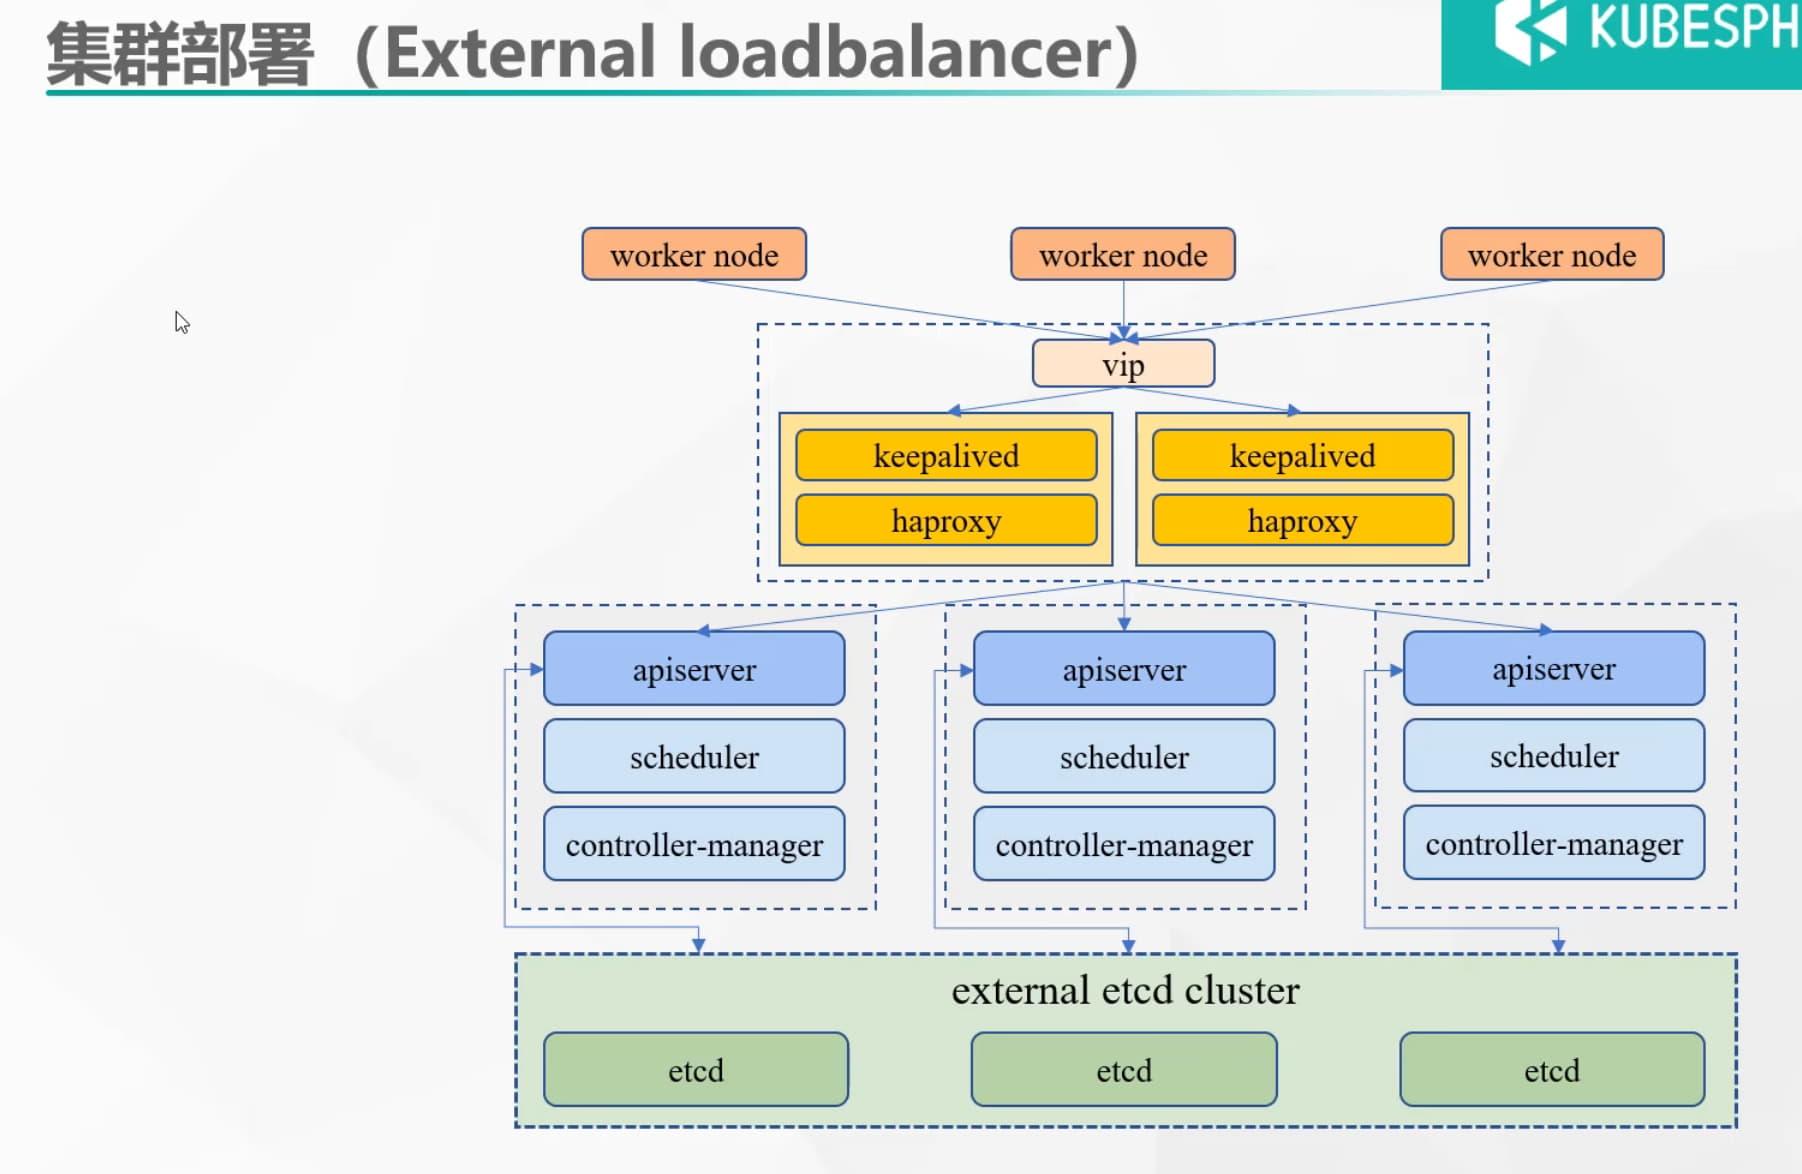 集群部署（External loadbalancer）
KUBESPH
worker node
worker node
worker node
vip
keepalived
keepalived
haproxy
haproxy
apiserver
apiserver
apiserver
scheduler
scheduler
scheduler
controller-manager
controller-manager
controller-manager
external etcd cluster
etcd
etcd
etcd